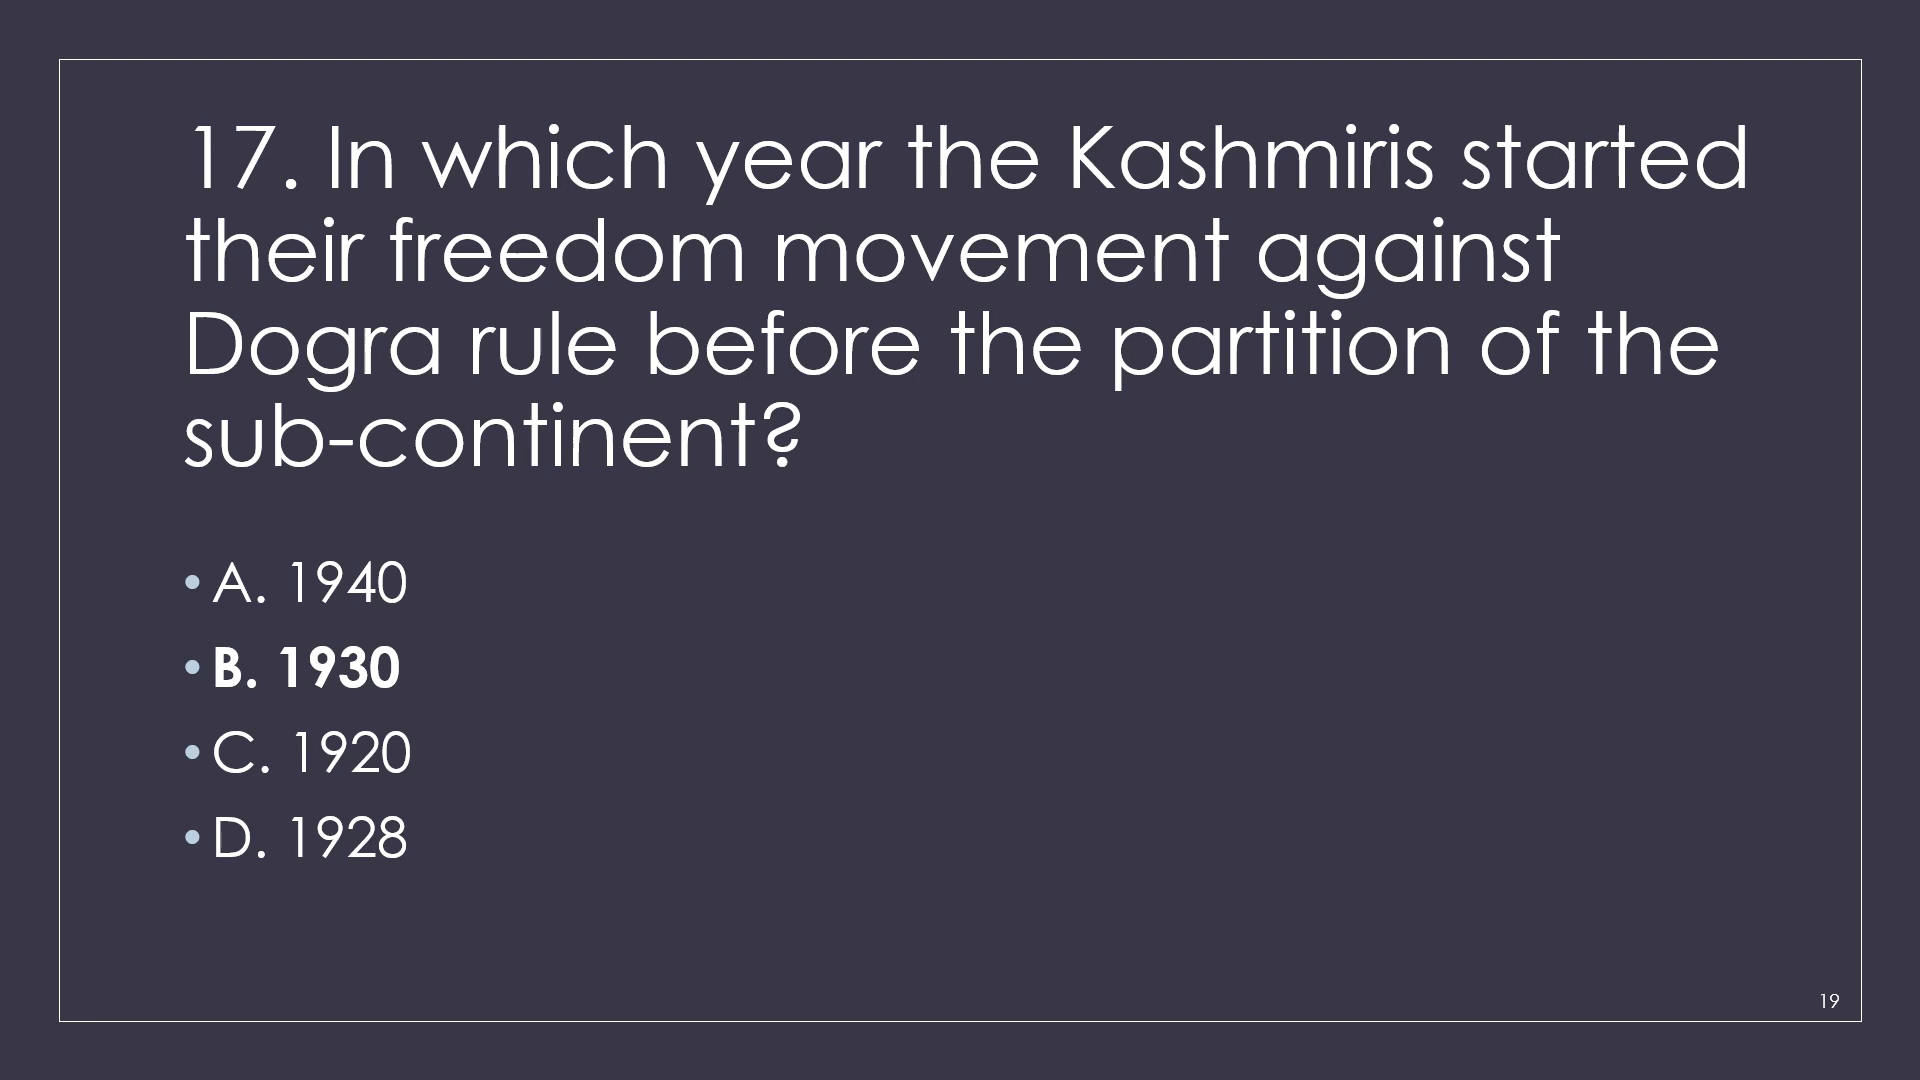 17. In which year the Kashmiris started
their freedom movement against
Dogra rule before the partition of the
sub-continent?
• A. 1940
• B. 1930
• C. 1920
• D. 1928
19